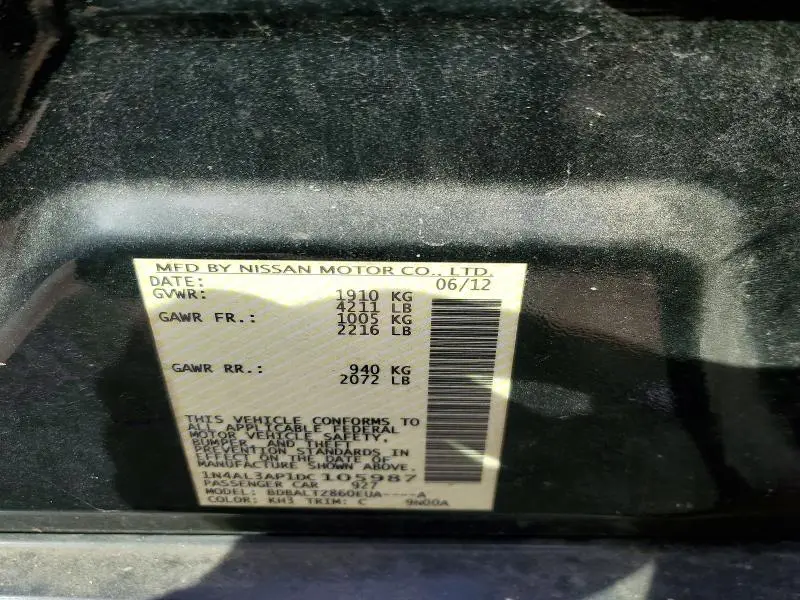 MFD BY NISSAN MOTOR CO., LTD.
DATE: 06/12
GVWR: 1910 KG
4211 LB
GAWR FR.: 1005 KG
2216 LB
GAWR RR.: 940 KG
2072 LB
THIS VEHICLE CONFORMS TO
ALL APPLICABLE FEDERAL
MOTOR VEHICLE SAFETY,
BUMPER, AND THEFT
PREVENTION STANDARDS IN
EFFECT ON THE DATE OF
MANUFACTURE SHOWN ABOVE.
1N4AL3AP1DC105987
PASSENGER CAR 927
MODEL: BDBALT2860EUA----A
COLOR: KH3 TRIM: C 9N00A